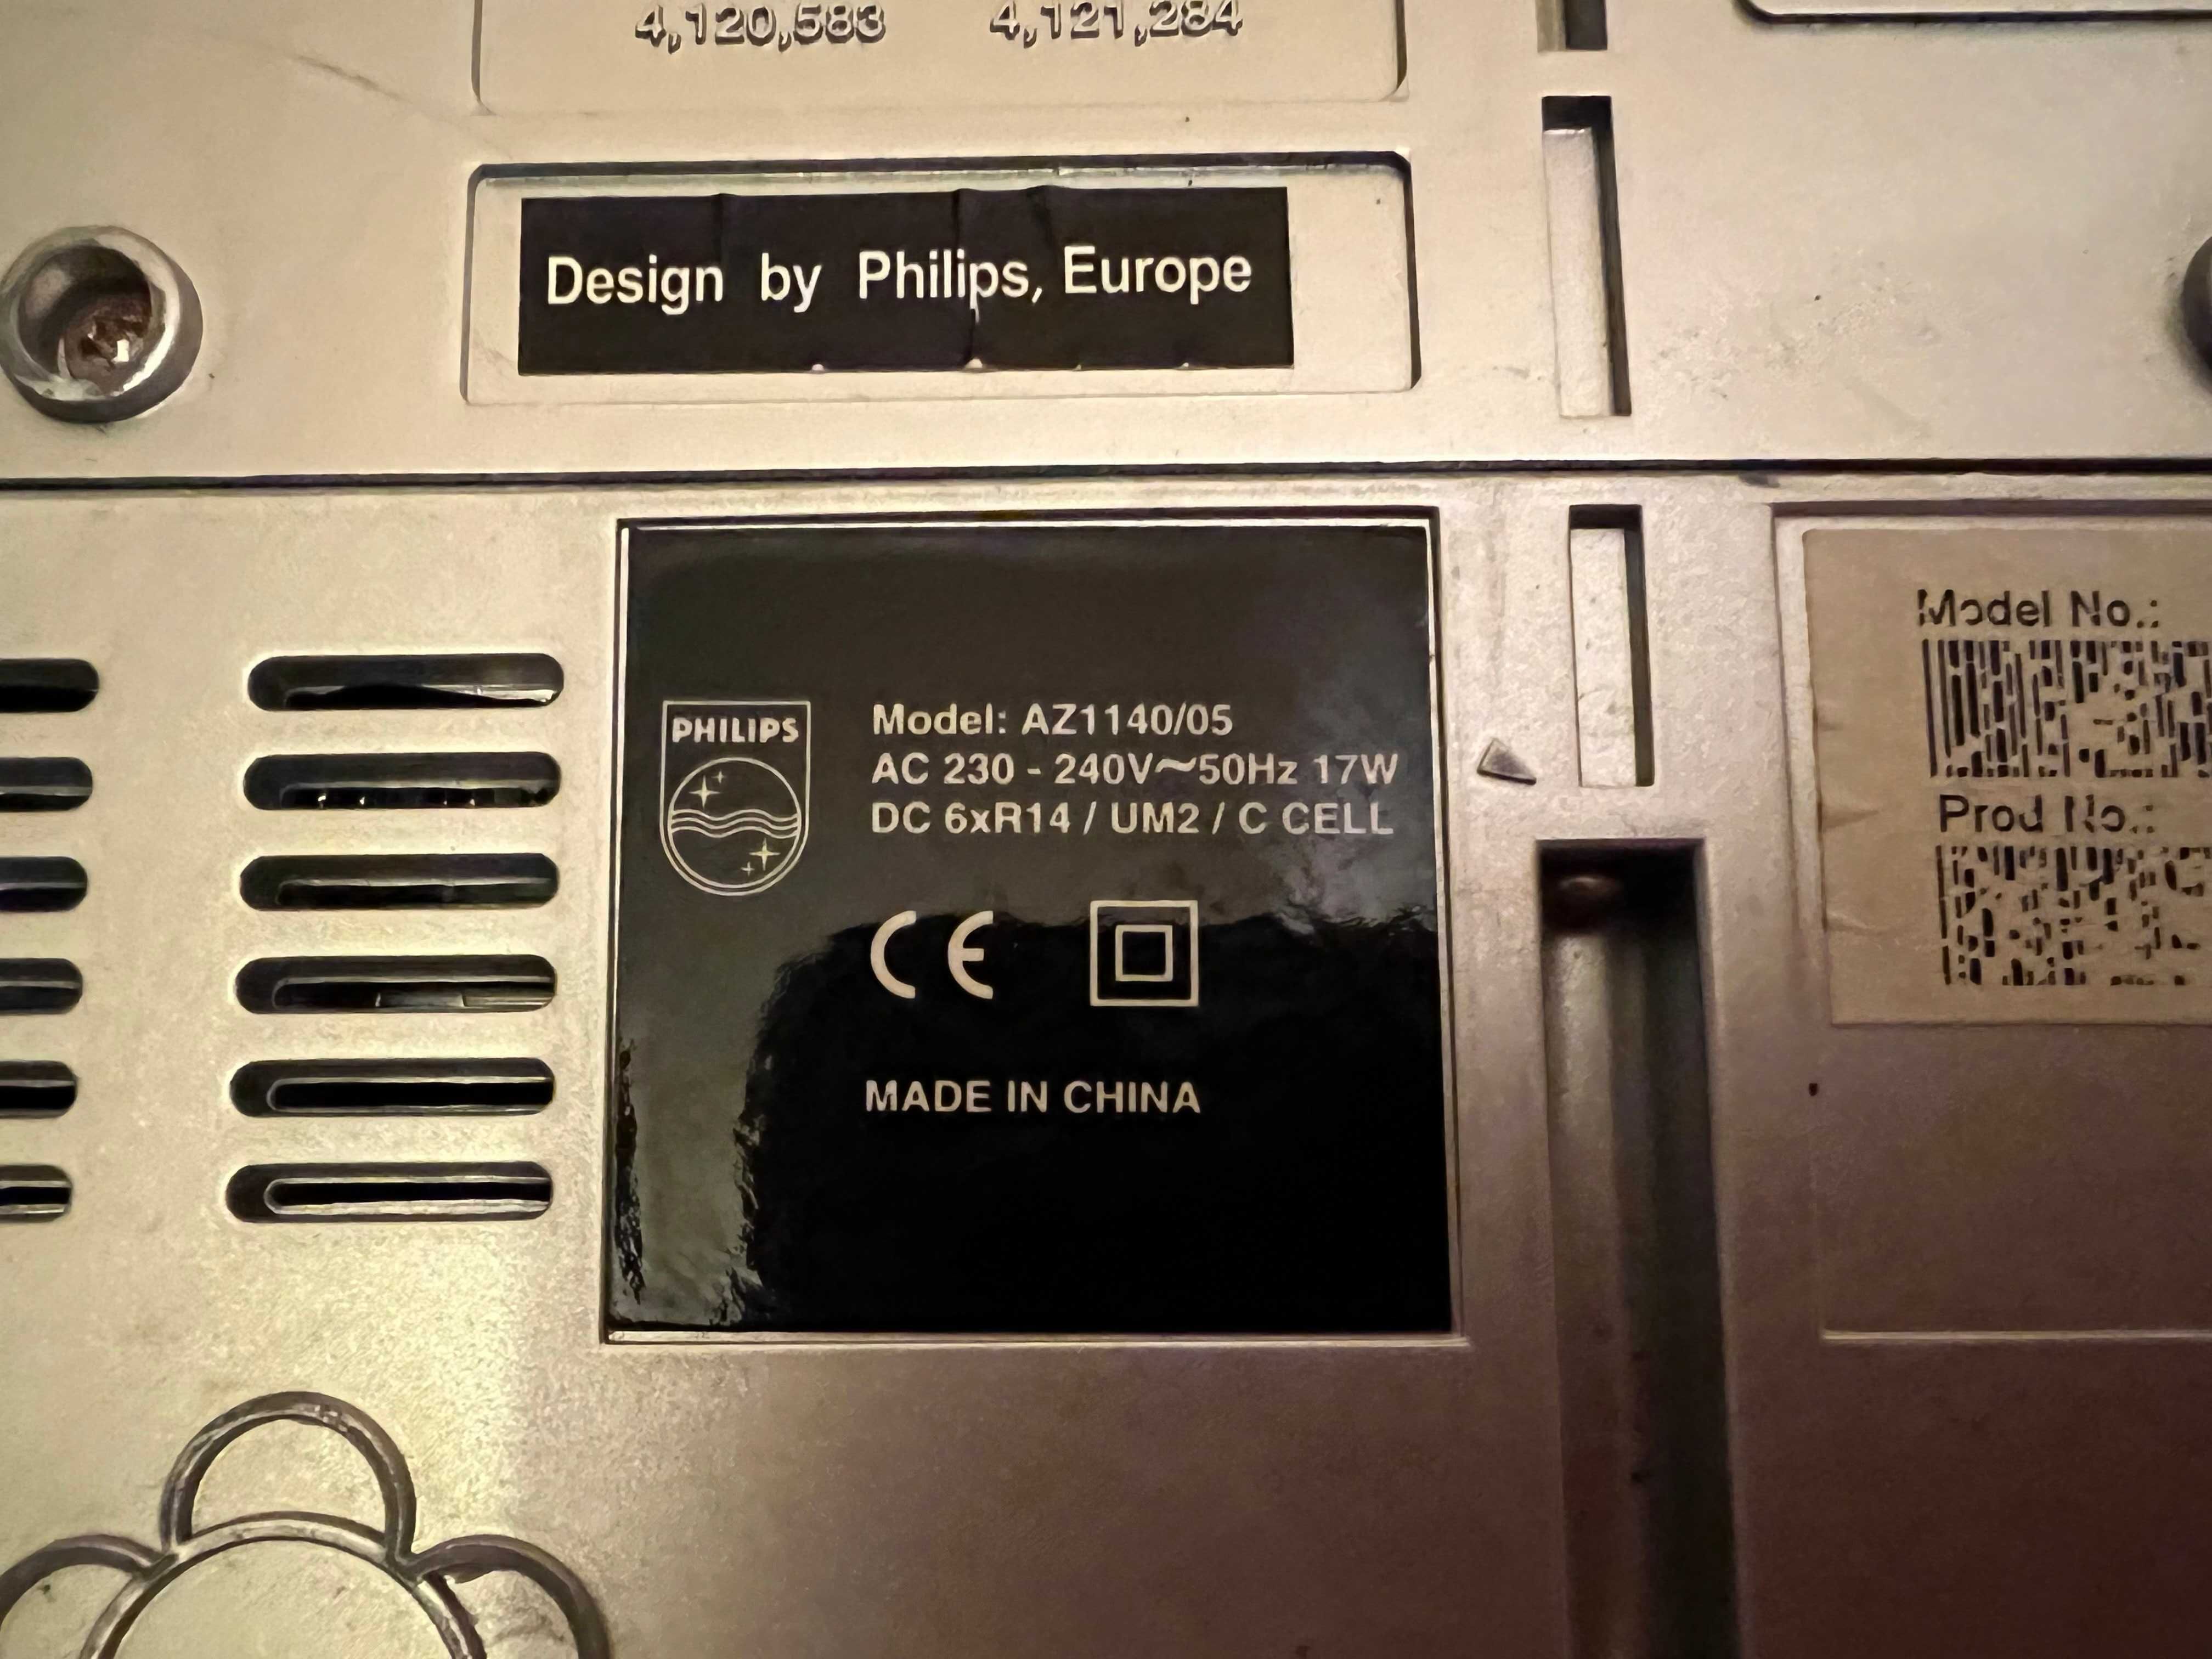 4,120,583 4,121,284
Design by Philips, Europe
PHILIPS
Model: AZ1140/05
AC 230 - 240V~50Hz 17W
DC 6xR14 / UM2 / C CELL
CE
MADE IN CHINA
Model No.:
Prod No.: